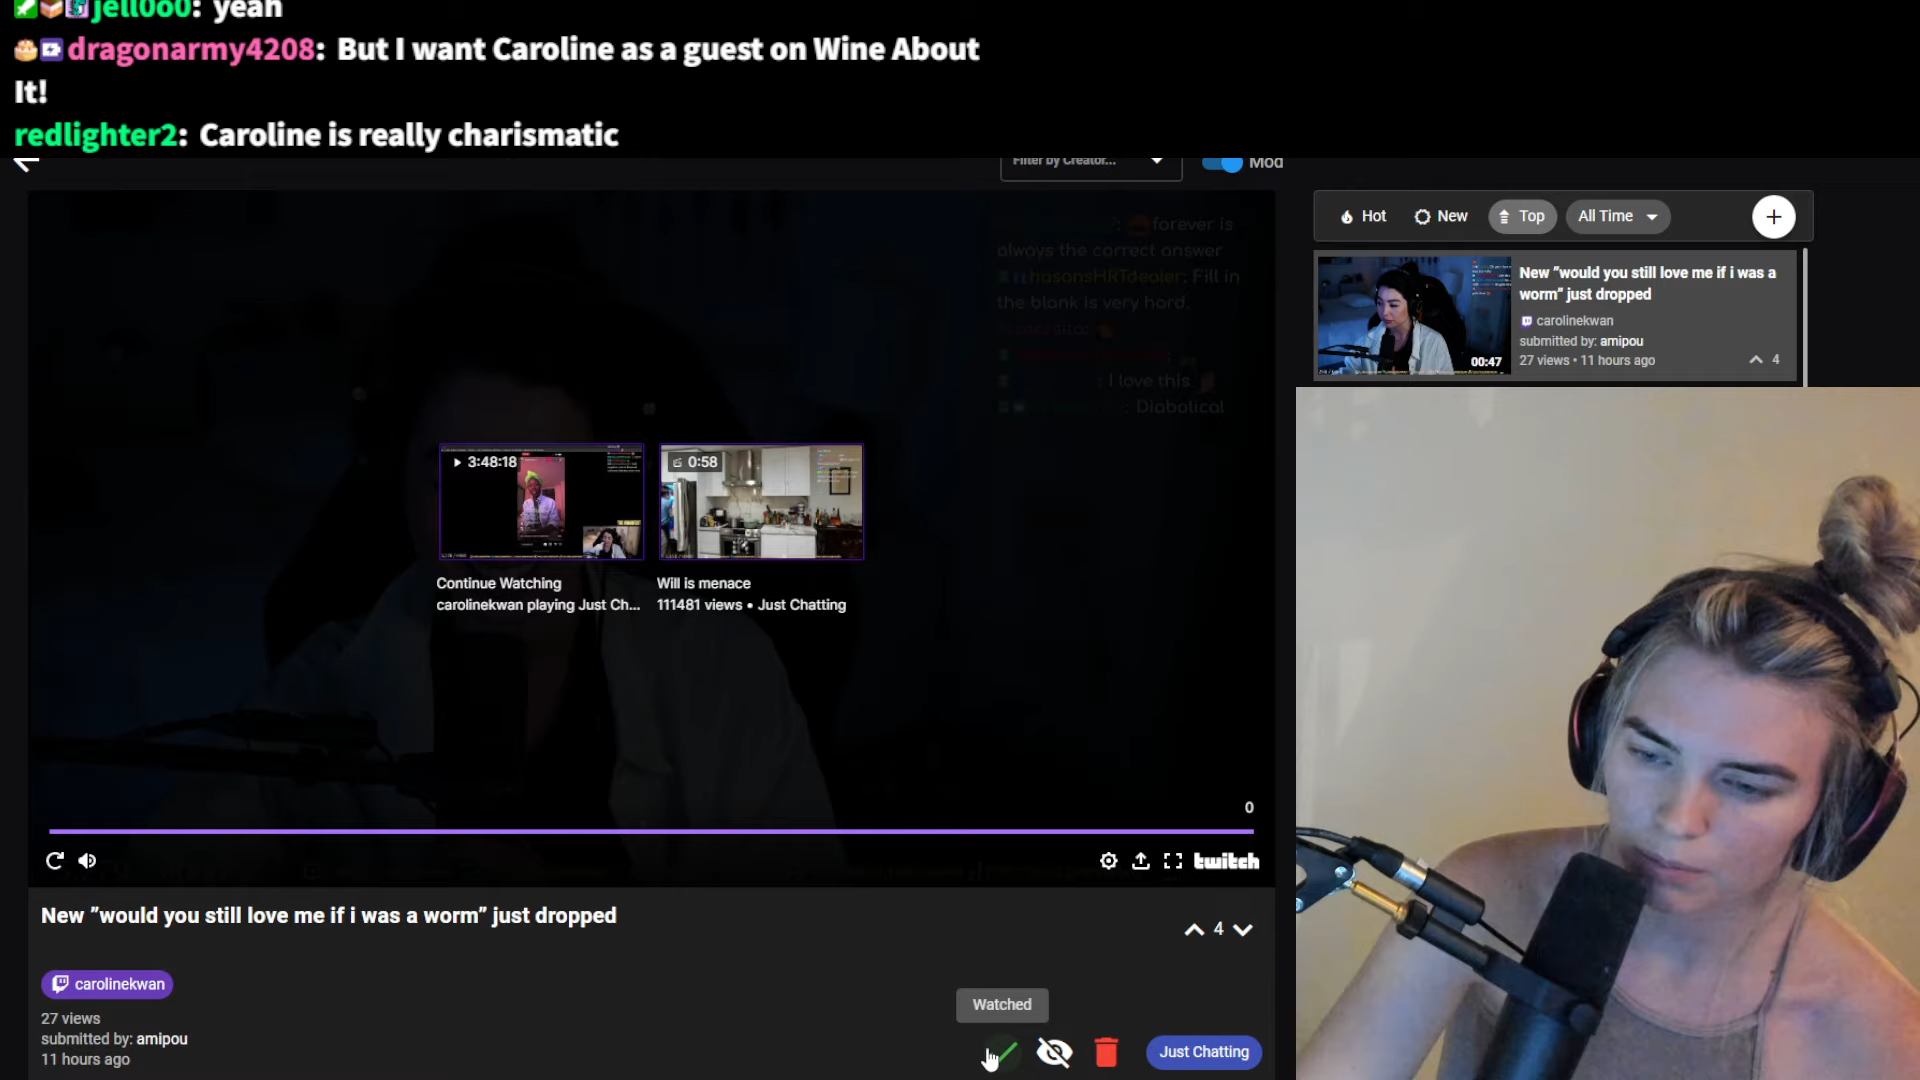 jell0o0: yeah
dragonarmy4208: But I want Caroline as a guest on Wine About
It!
redlighter2: Caroline is really charismatic
Filter by Creator...
Mod
forever is
always the correct answer
hasonsHRTdealer: Fill in
the blank is very hard.
: I love this
: Diabolical
3:48:18
0:58
Continue Watching
carolinekwan playing Just Ch...
Will is menace
111481 views • Just Chatting
0
twitch
New "would you still love me if i was a worm" just dropped
4
carolinekwan
27 views
submitted by: amipou
11 hours ago
Watched
Just Chatting
Hot
New
Top
All Time
New "would you still love me if i was a
worm" just dropped
carolinekwan
submitted by: amipou
27 views • 11 hours ago
4
00:47